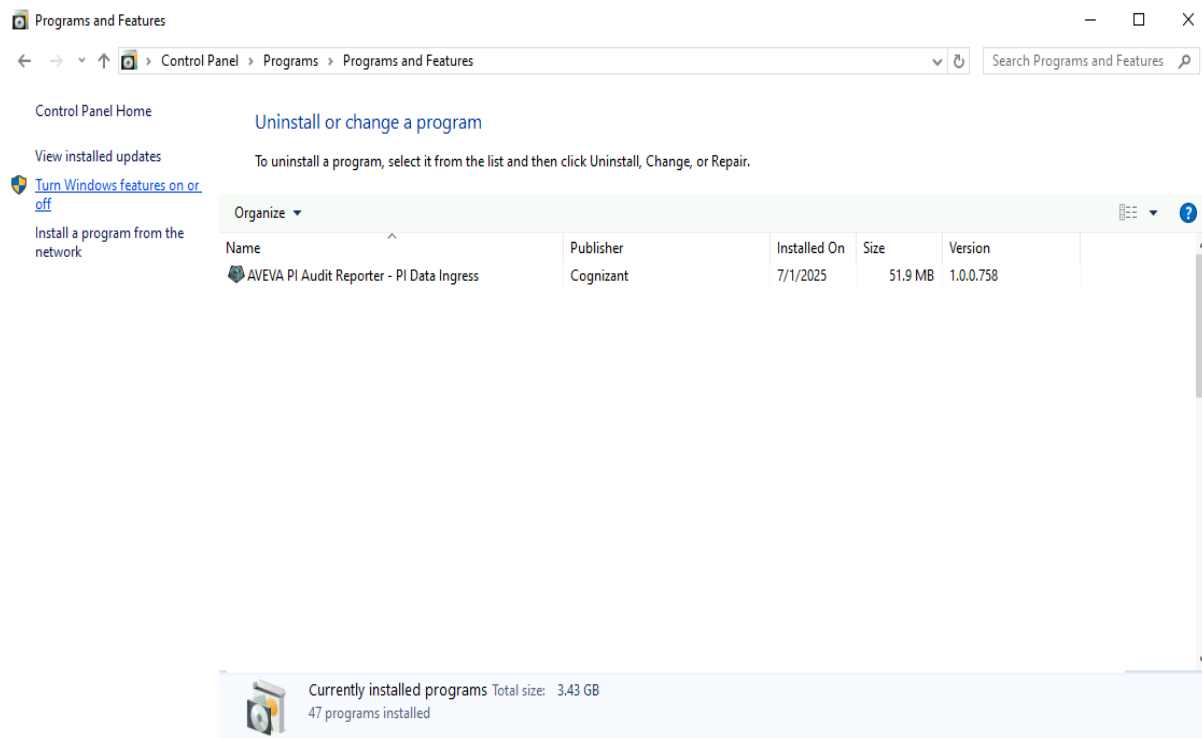 Programs and Features
Control Panel > Programs > Programs and Features
Search Programs and Features
Control Panel Home
View installed updates
Turn Windows features on or
off
Install a program from the
network
Uninstall or change a program
To uninstall a program, select it from the list and then click Uninstall, Change, or Repair.
Organize
?
Name Publisher Installed On Size Version
AVEVA PI Audit Reporter - PI Data Ingress Cognizant 7/1/2025 51.9 MB 1.0.0.758
Currently installed programs Total size: 3.43 GB
47 programs installed